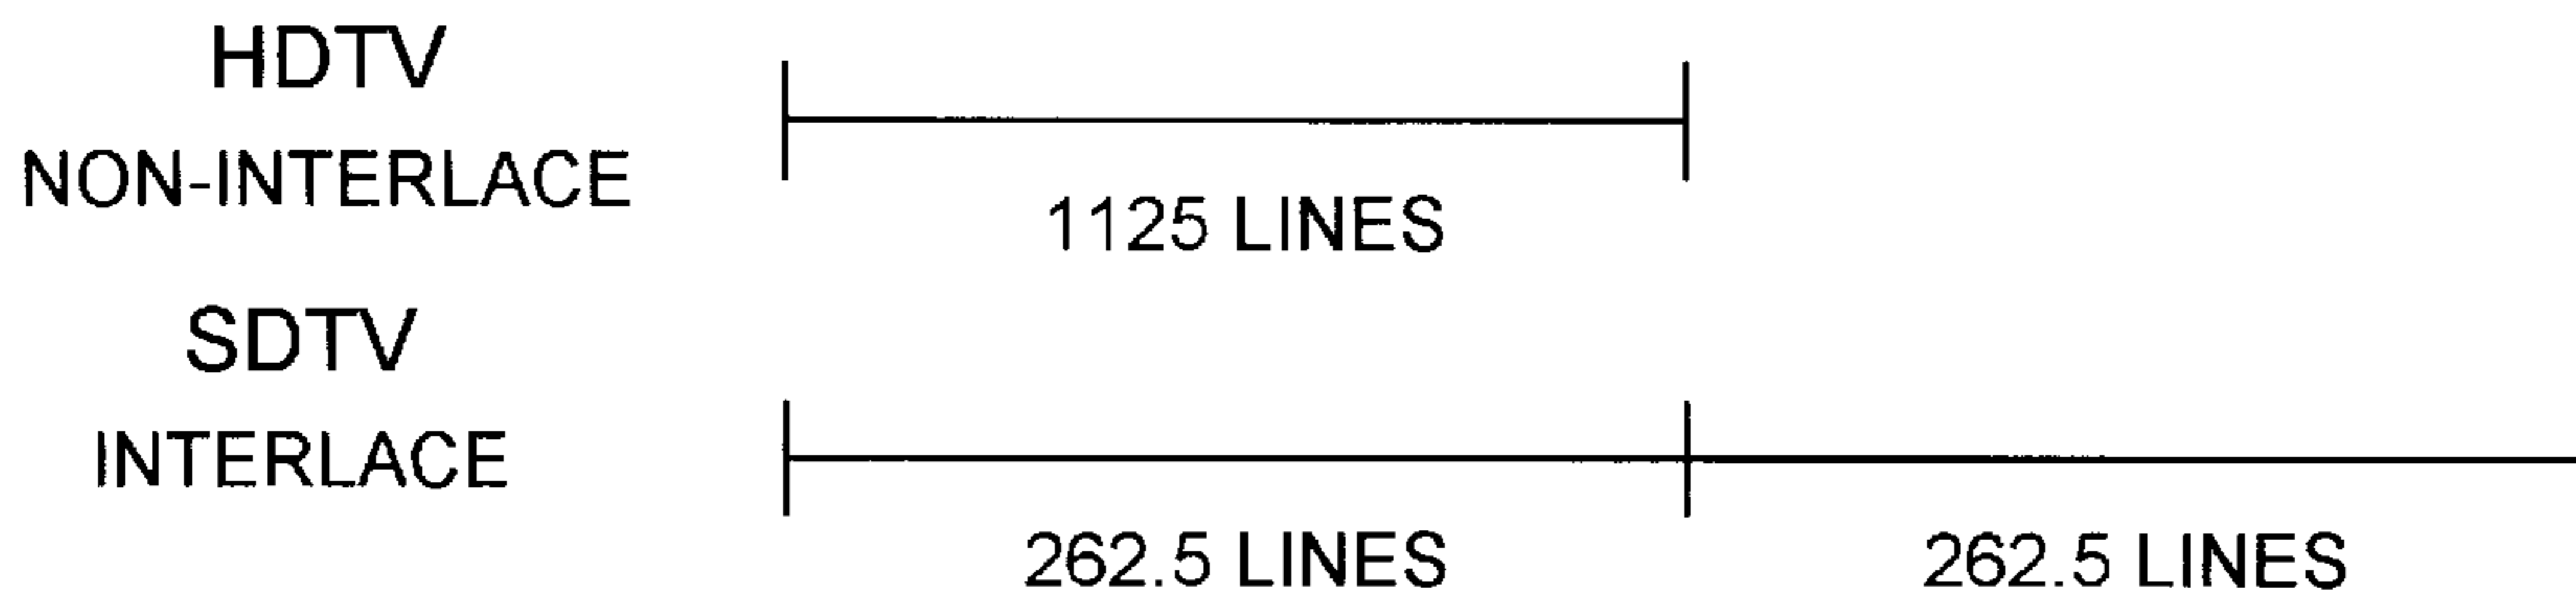 HDTV
NON-INTERLACE
1125 LINES
SDTV
INTERLACE
262.5 LINES
262.5 LINES